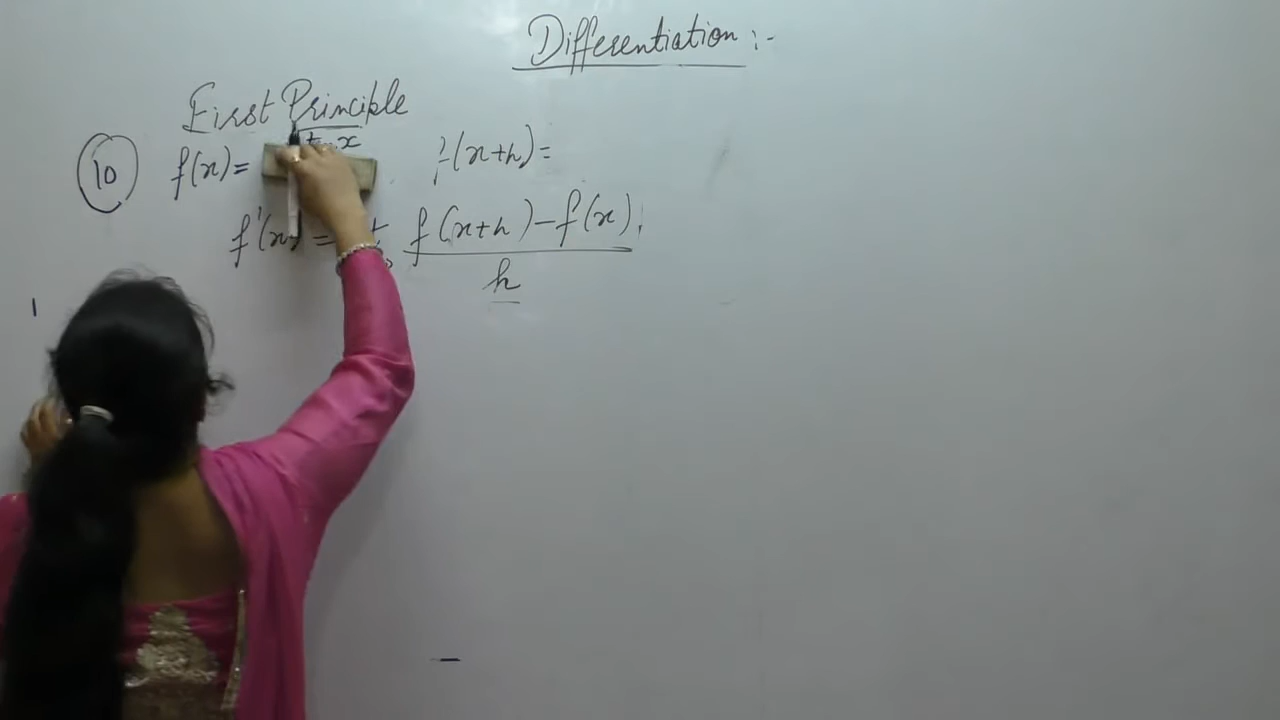 Differentiation :-
First Principle
10 f(x) = f(x+h) =
f'(x) = f(x+h) - f(x)
h